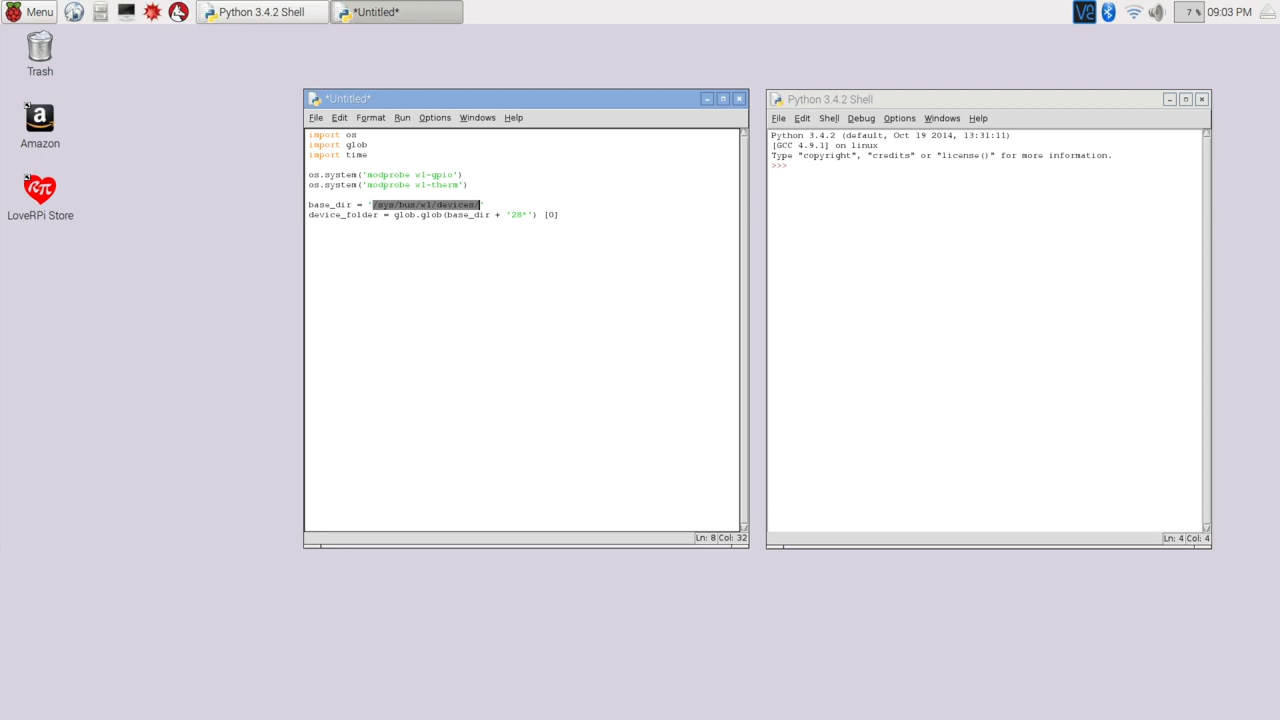 Menu
Python 3.4.2 Shell
*Untitled*
7 %
09:03 PM
Trash
Amazon
LoveRPi Store
*Untitled*
File Edit Format Run Options Windows Help
import os
import glob
import time
os.system('modprobe w1-gpio')
os.system('modprobe w1-therm')
base_dir = '/sys/bus/w1/devices/'
device_folder = glob.glob(base_dir + '28*') [0]
Ln: 8 Col: 32
Python 3.4.2 Shell
File Edit Shell Debug Options Windows Help
Python 3.4.2 (default, Oct 19 2014, 13:31:11)
[GCC 4.9.1] on linux
Type "copyright", "credits" or "license()" for more information.
>>>
Ln: 4 Col: 4